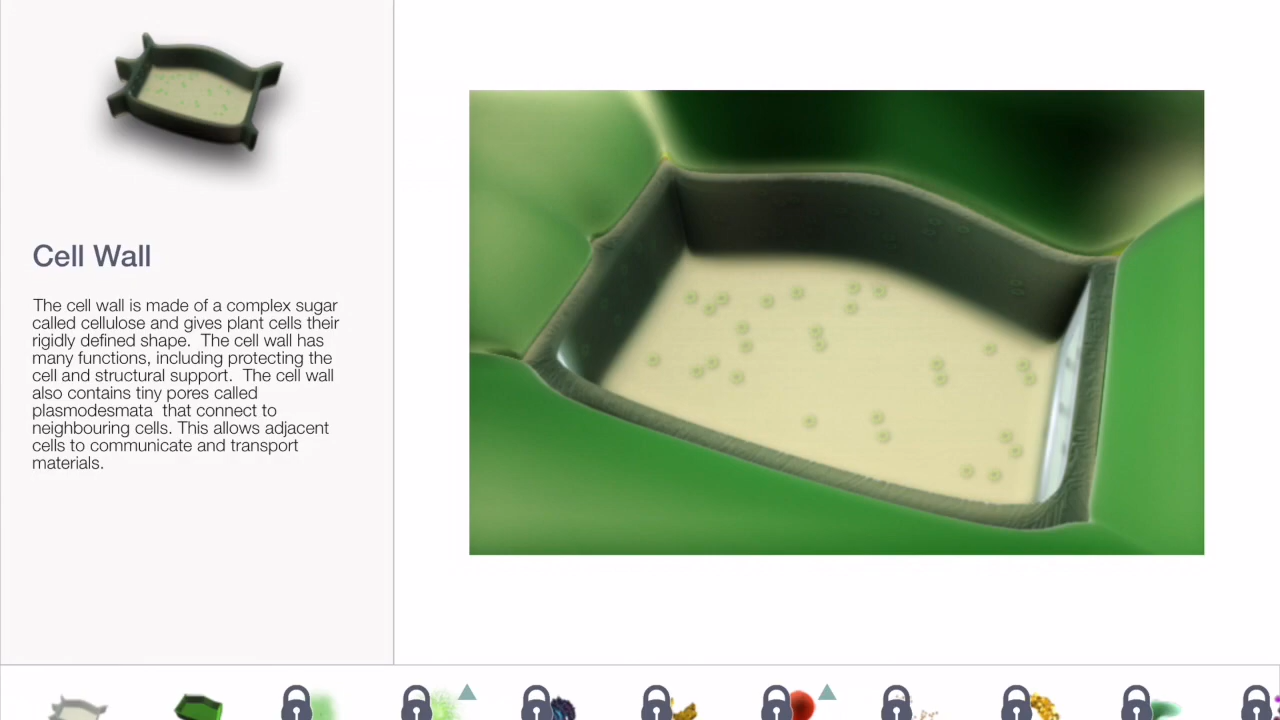 Cell Wall
The cell wall is made of a complex sugar
called cellulose and gives plant cells their
rigidly defined shape.  The cell wall has
many functions, including protecting the
cell and structural support.  The cell wall
also contains tiny pores called
plasmodesmata  that connect to
neighbouring cells. This allows adjacent
cells to communicate and transport
materials.